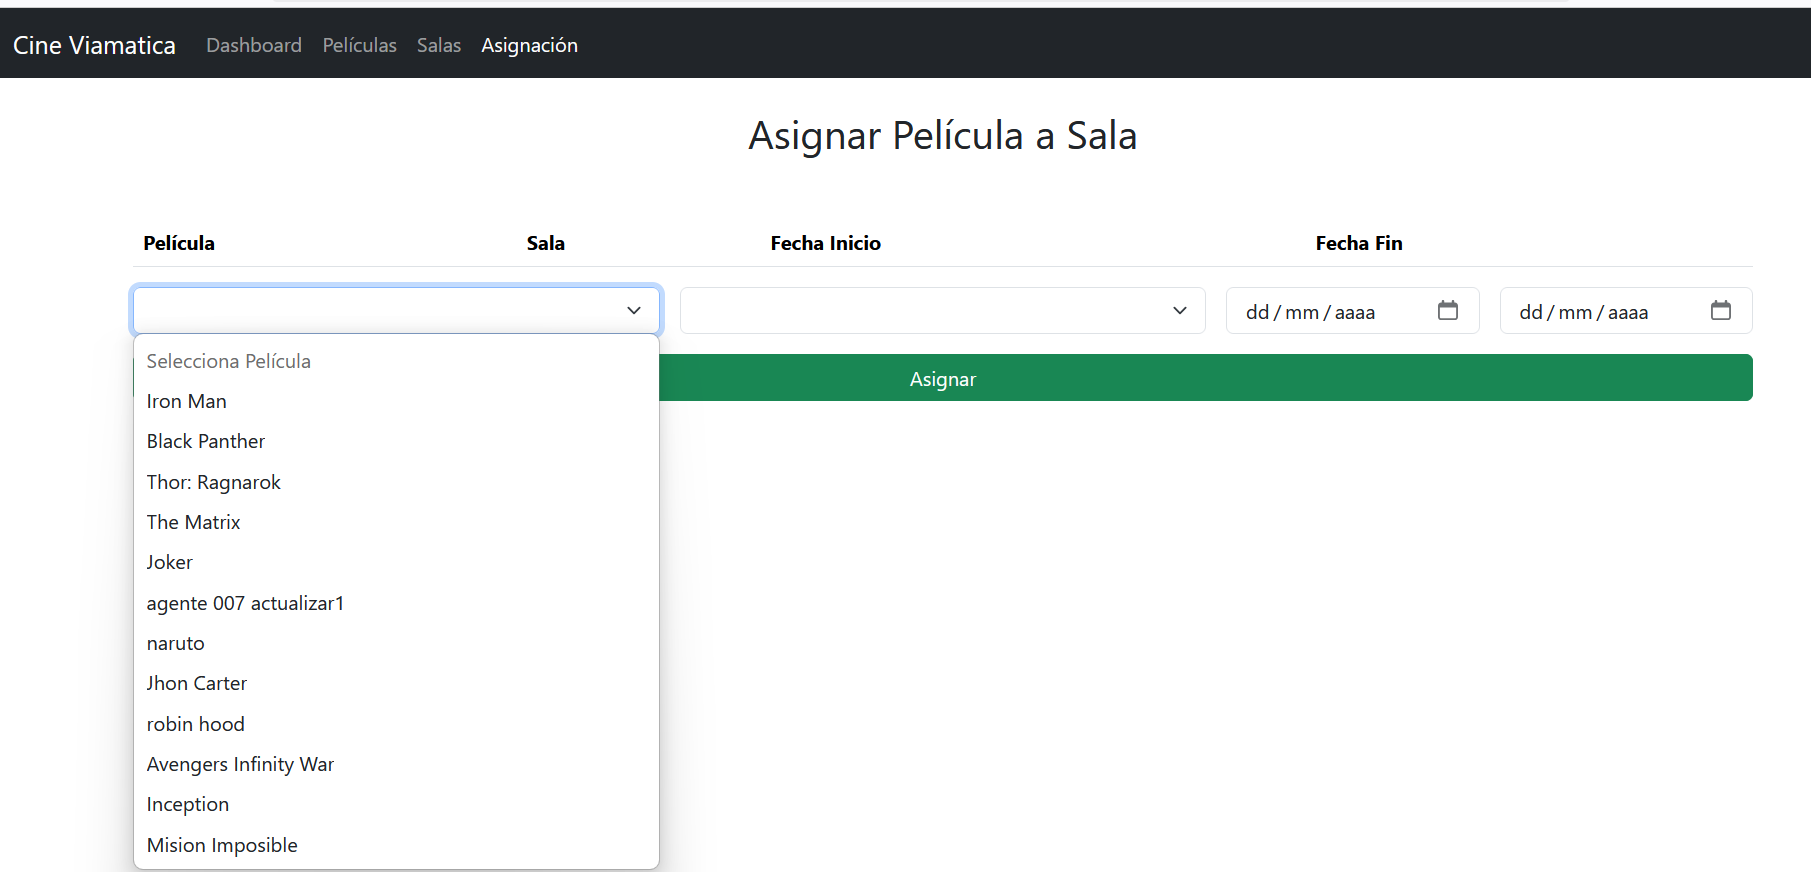 Cine Viamatica Dashboard Películas Salas Asignación
Asignar Película a Sala
Película Sala Fecha Inicio Fecha Fin
dd/mm/aaaa dd/mm/aaaa
Asignar
Selecciona Película
Iron Man
Black Panther
Thor: Ragnarok
The Matrix
Joker
agente 007 actualizar1
naruto
Jhon Carter
robin hood
Avengers Infinity War
Inception
Mision Imposible